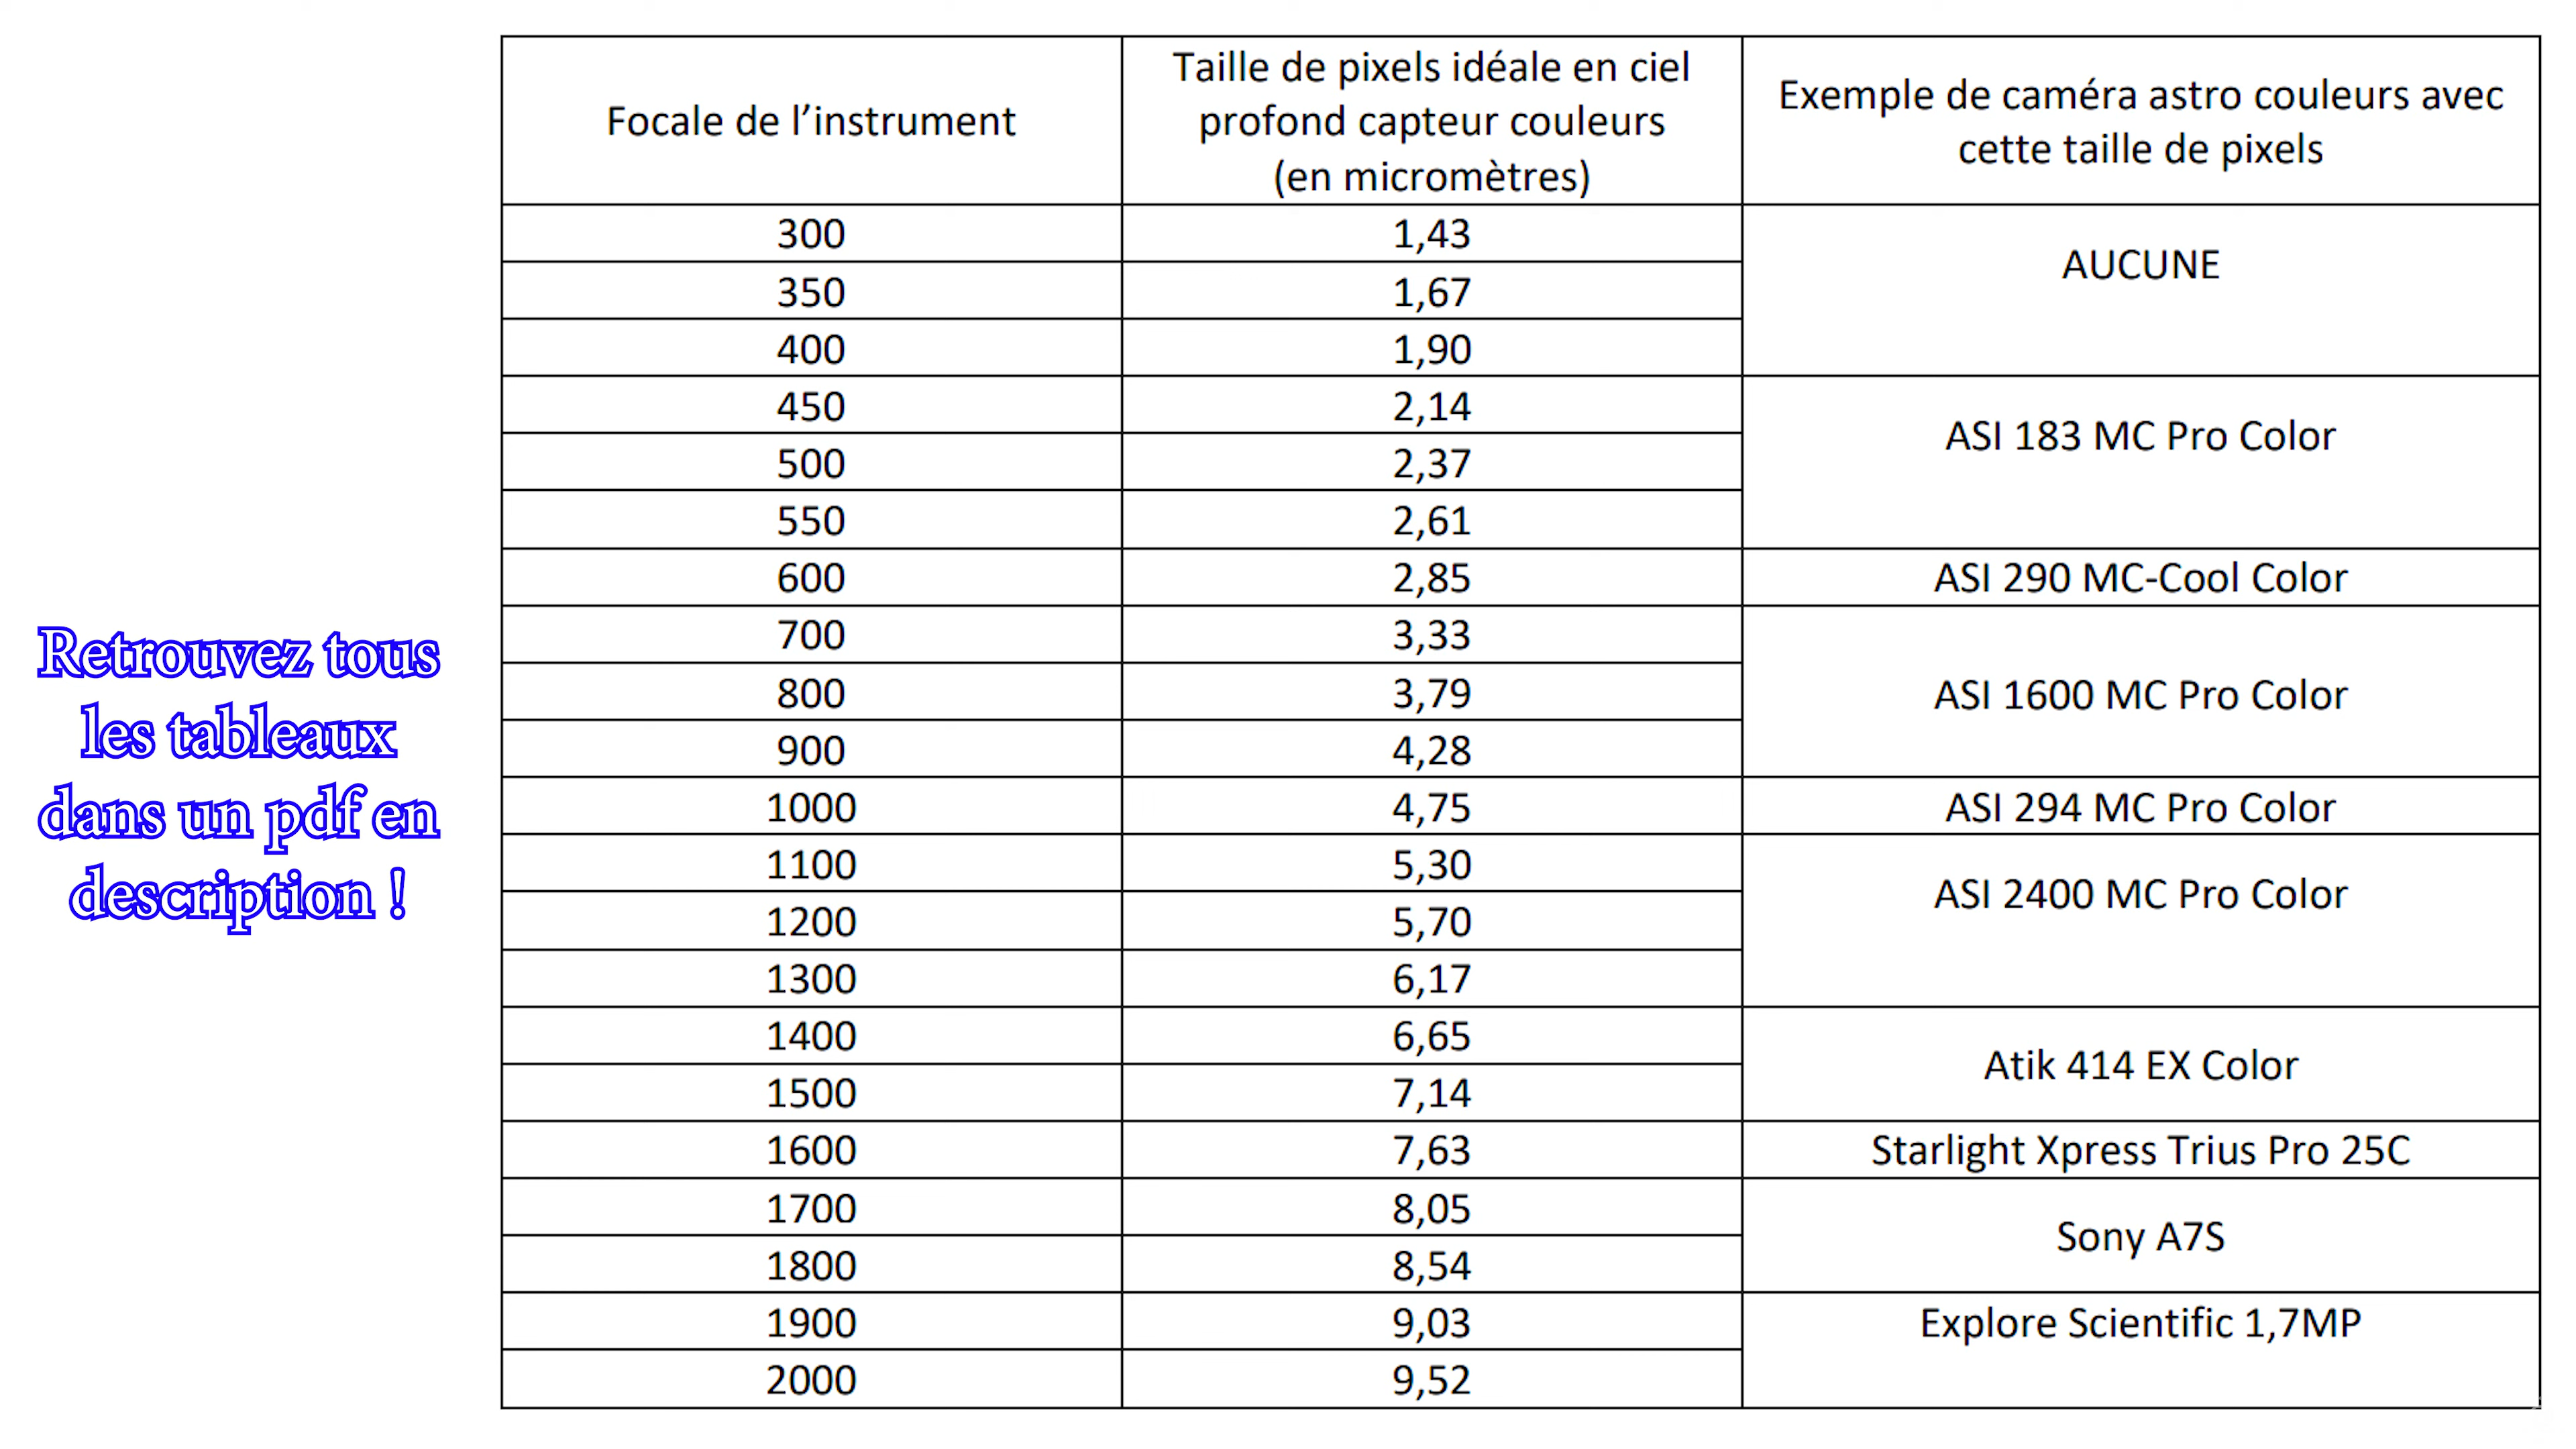 Retrouvez tous
les tableaux
dans un pdf en
description !
Focale de l’instrument
Taille de pixels idéale en ciel
profond capteur couleurs
(en micromètres)
Exemple de caméra astro couleurs avec
cette taille de pixels
300 1,43
AUCUNE
350 1,67
400 1,90
450 2,14
ASI 183 MC Pro Color
500 2,37
550 2,61
600 2,85 ASI 290 MC-Cool Color
700 3,33
800 3,79 ASI 1600 MC Pro Color
900 4,28
1000 4,75 ASI 294 MC Pro Color
1100 5,30
ASI 2400 MC Pro Color
1200 5,70
1300 6,17
1400 6,65
Atik 414 EX Color
1500 7,14
1600 7,63 Starlight Xpress Trius Pro 25C
1700 8,05
Sony A7S
1800 8,54
1900 9,03 Explore Scientific 1,7MP
2000 9,52